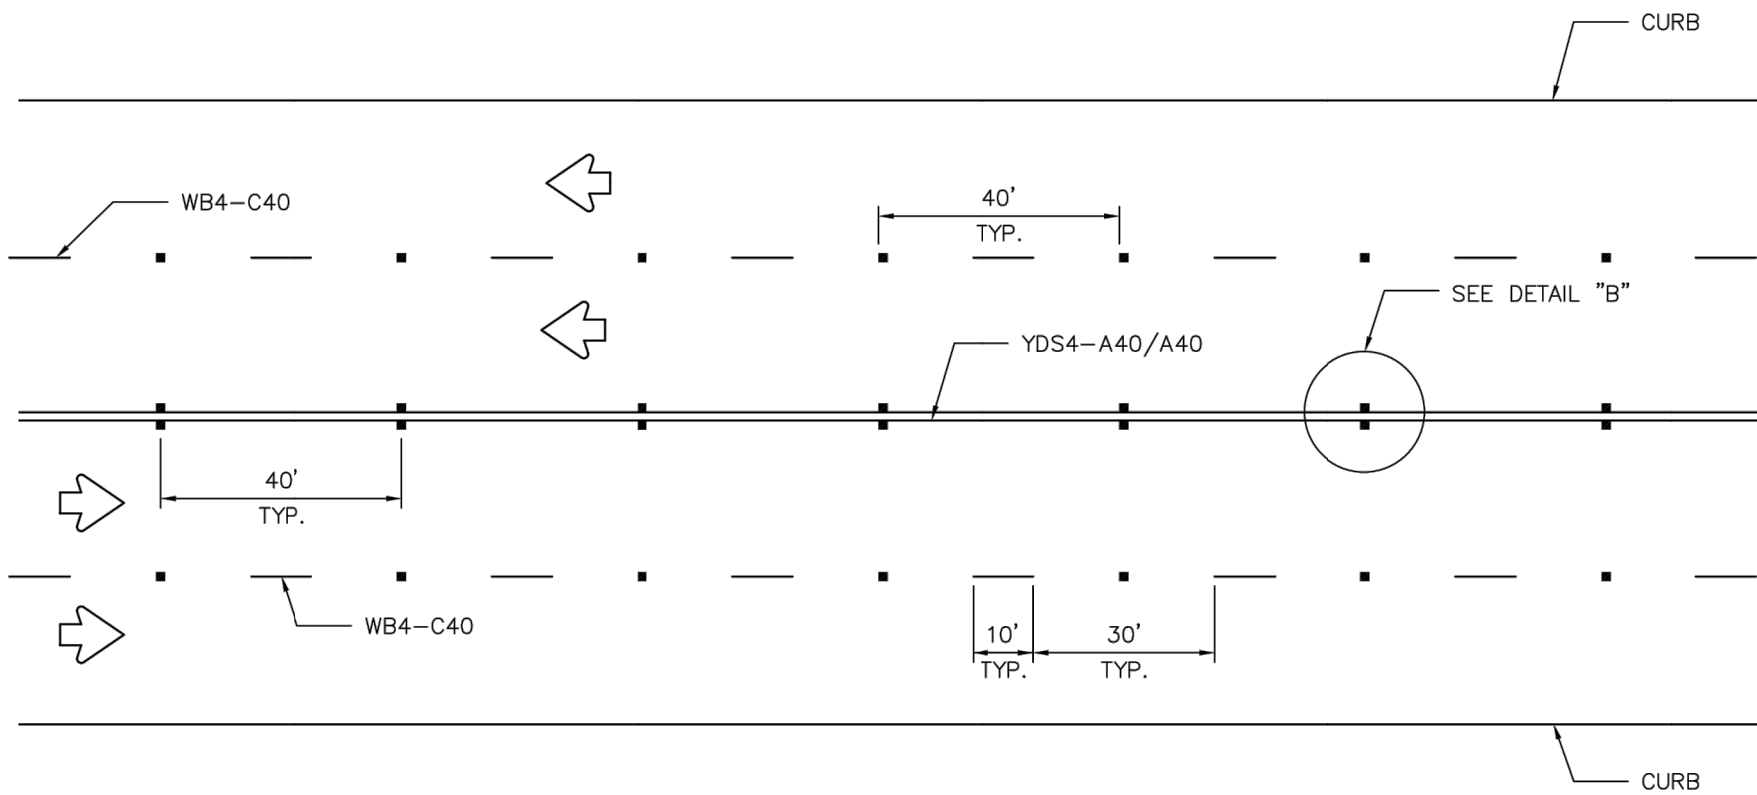 CURB
WB4-C40
40'
TYP.
SEE DETAIL "B"
YDS4-A40/A40
40'
TYP.
WB4-C40
10'
TYP.
30'
TYP.
CURB